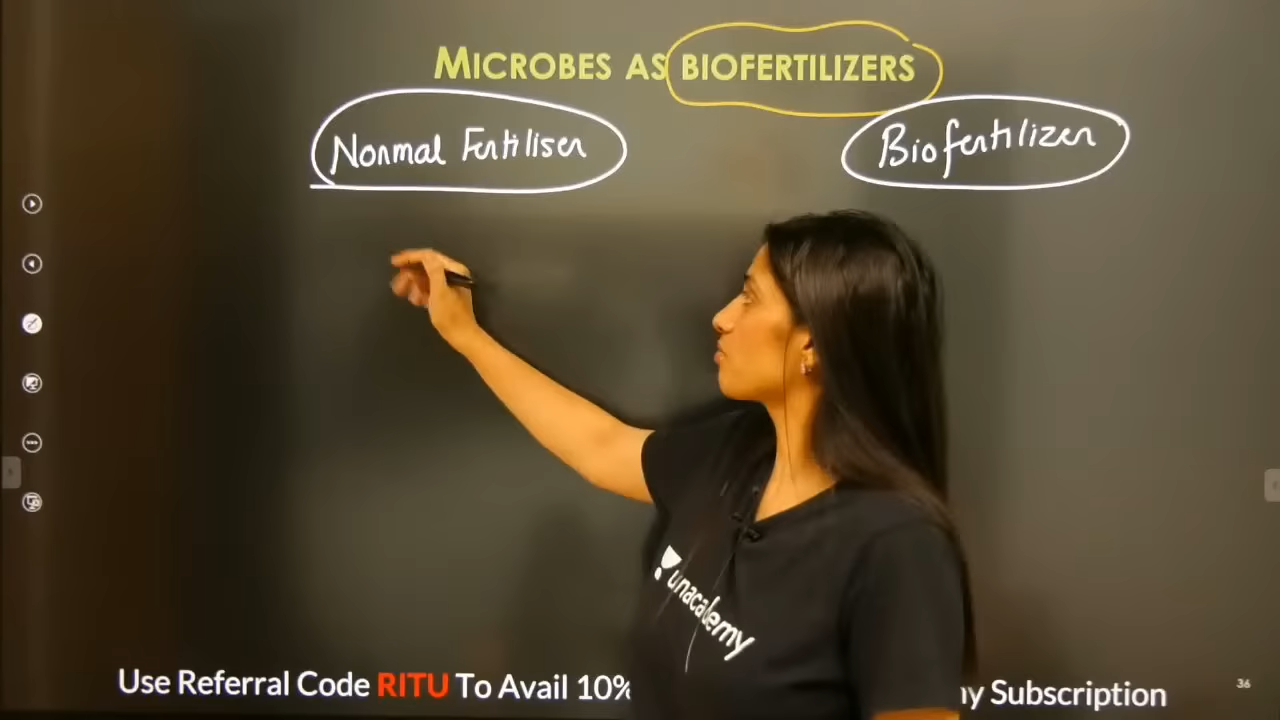 MICROBES AS BIOFERTILIZERS
Normal Fertiliser
Biofertilizer
unacademy
Use Referral Code RITU To Avail 10%
Subscription
36